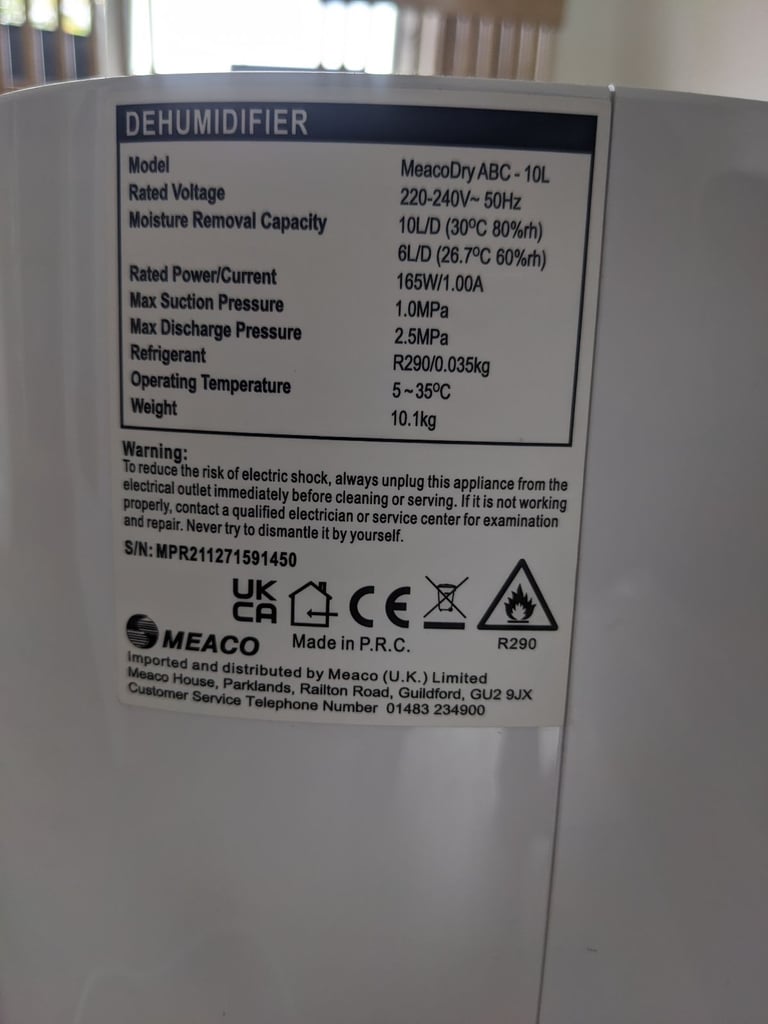 DEHUMIDIFIER
Model MeacoDry ABC - 10L
Rated Voltage 220-240V~ 50Hz
Moisture Removal Capacity 10L/D (30ºC 80%rh)
6L/D (26.7ºC 60%rh)
Rated Power/Current 165W/1.00A
Max Suction Pressure 1.0MPa
Max Discharge Pressure 2.5MPa
Refrigerant R290/0.035kg
Operating Temperature 5~35ºC
Weight 10.1kg
Warning:
To reduce the risk of electric shock, always unplug this appliance from the
electrical outlet immediately before cleaning or serving. If it is not working
properly, contact a qualified electrician or service center for examination
and repair. Never try to dismantle it by yourself.
S/N: MPR211271591450
UK
CA
CE
MEACO
Made in P.R.C.
R290
Imported and distributed by Meaco (U.K.) Limited
Meaco House, Parklands, Railton Road, Guildford, GU2 9JX
Customer Service Telephone Number 01483 234900